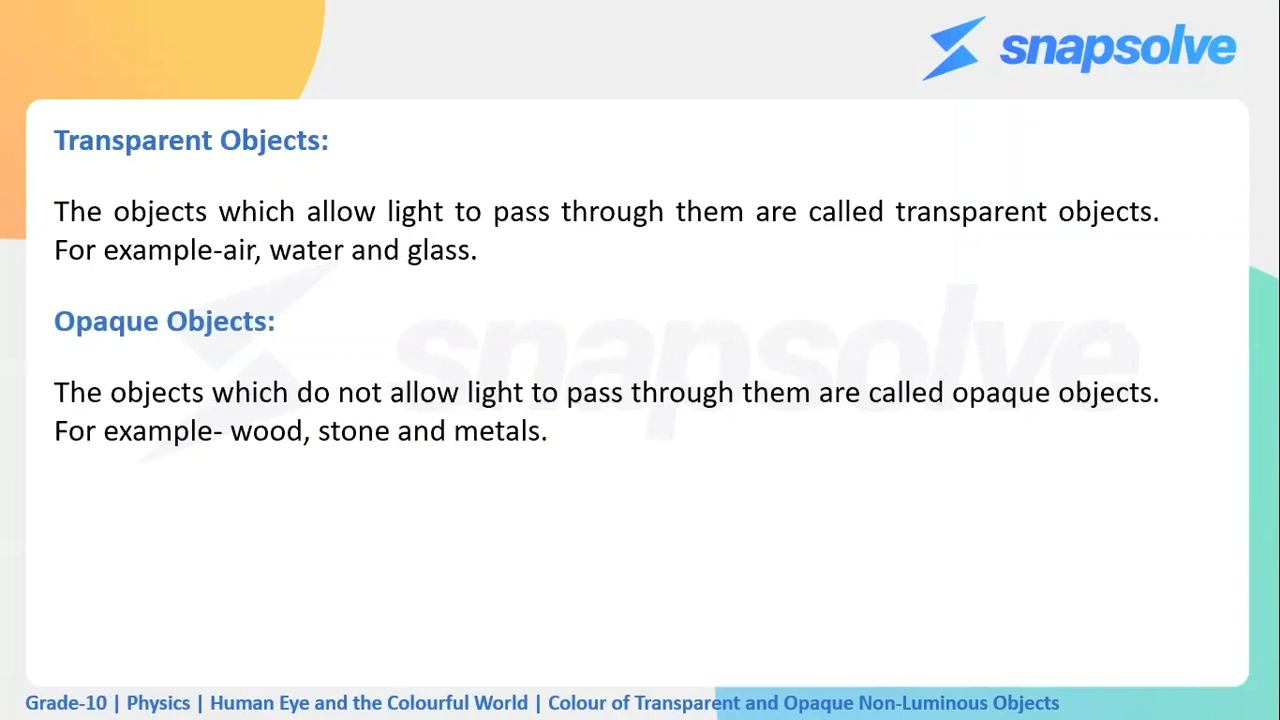 snapsolve
Transparent Objects:
The objects which allow light to pass through them are called transparent objects.
For example-air, water and glass.
Opaque Objects:
snapsolve
The objects which do not allow light to pass through them are called opaque objects.
For example- wood, stone and metals.
Grade-10 | Physics | Human Eye and the Colourful World | Colour of Transparent and Opaque Non-Luminous Objects